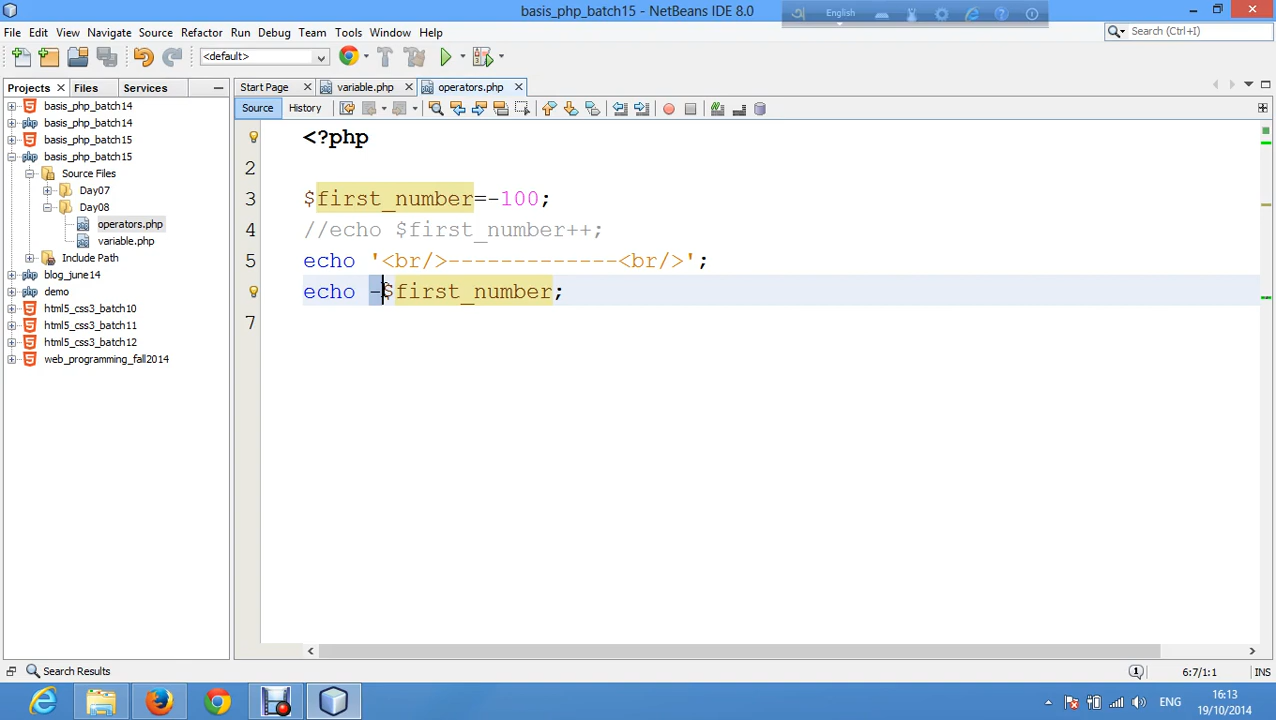 basis_php_batch15 - NetBeans IDE 8.0
English
File Edit View Navigate Source Refactor Run Debug Team Tools Window Help
Search (Ctrl+I)
<default>
Projects Files Services
Start Page variable.php operators.php
Source History
basis_php_batch14
basis_php_batch14
basis_php_batch15
basis_php_batch15
Source Files
Day07
Day08
operators.php
variable.php
Include Path
blog_june14
demo
html5_css3_batch10
html5_css3_batch11
html5_css3_batch12
web_programming_fall2014
<?php
2
3 $first_number=-100;
4 //echo $first_number++;
5 echo '<br/>-------------<br/>';
echo -$first_number;
7
Search Results
1
6:7/1:1
INS
ENG
16:13
19/10/2014